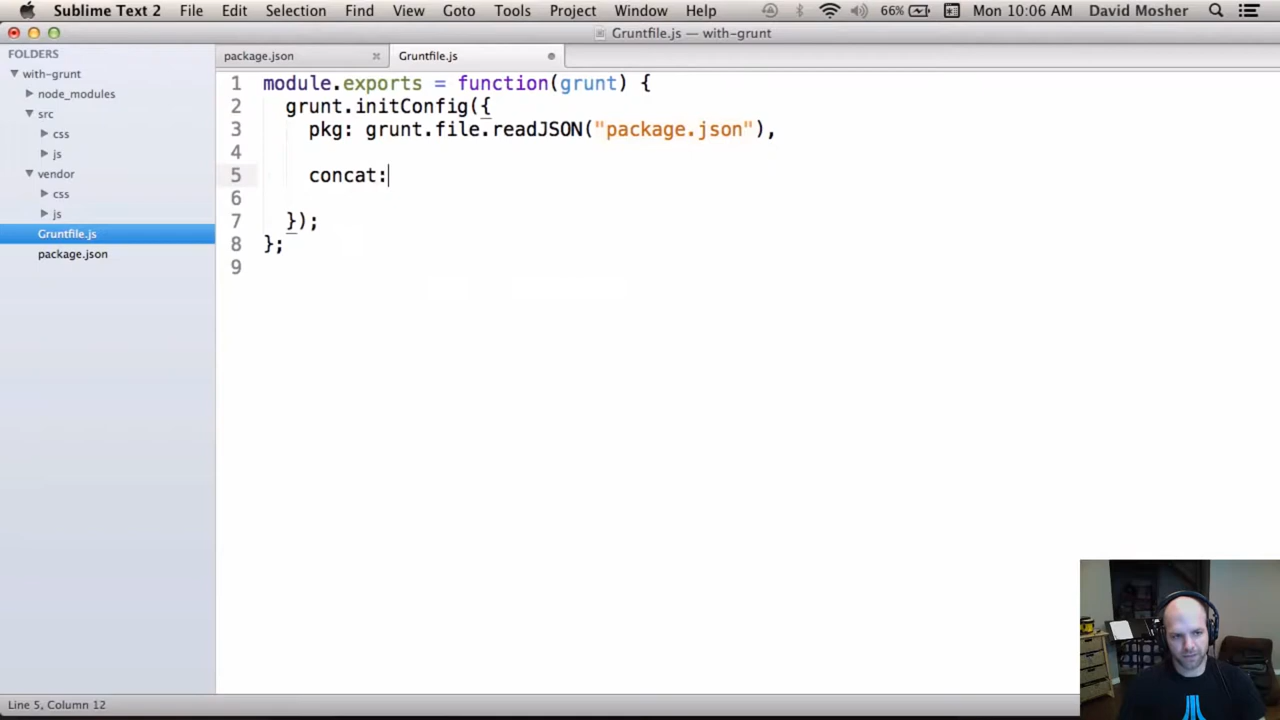 Sublime Text 2 File Edit Selection Find View Goto Tools Project Window Help 66% Mon 10:06 AM David Mosher
Gruntfile.js — with-grunt
FOLDERS
with-grunt
node_modules
src
css
js
vendor
css
js
Gruntfile.js
package.json
package.json Gruntfile.js
1 module.exports = function(grunt) {
2 grunt.initConfig({
3 pkg: grunt.file.readJSON("package.json"),
4
5 concat:
6
7 });
8 };
9
Line 5, Column 12